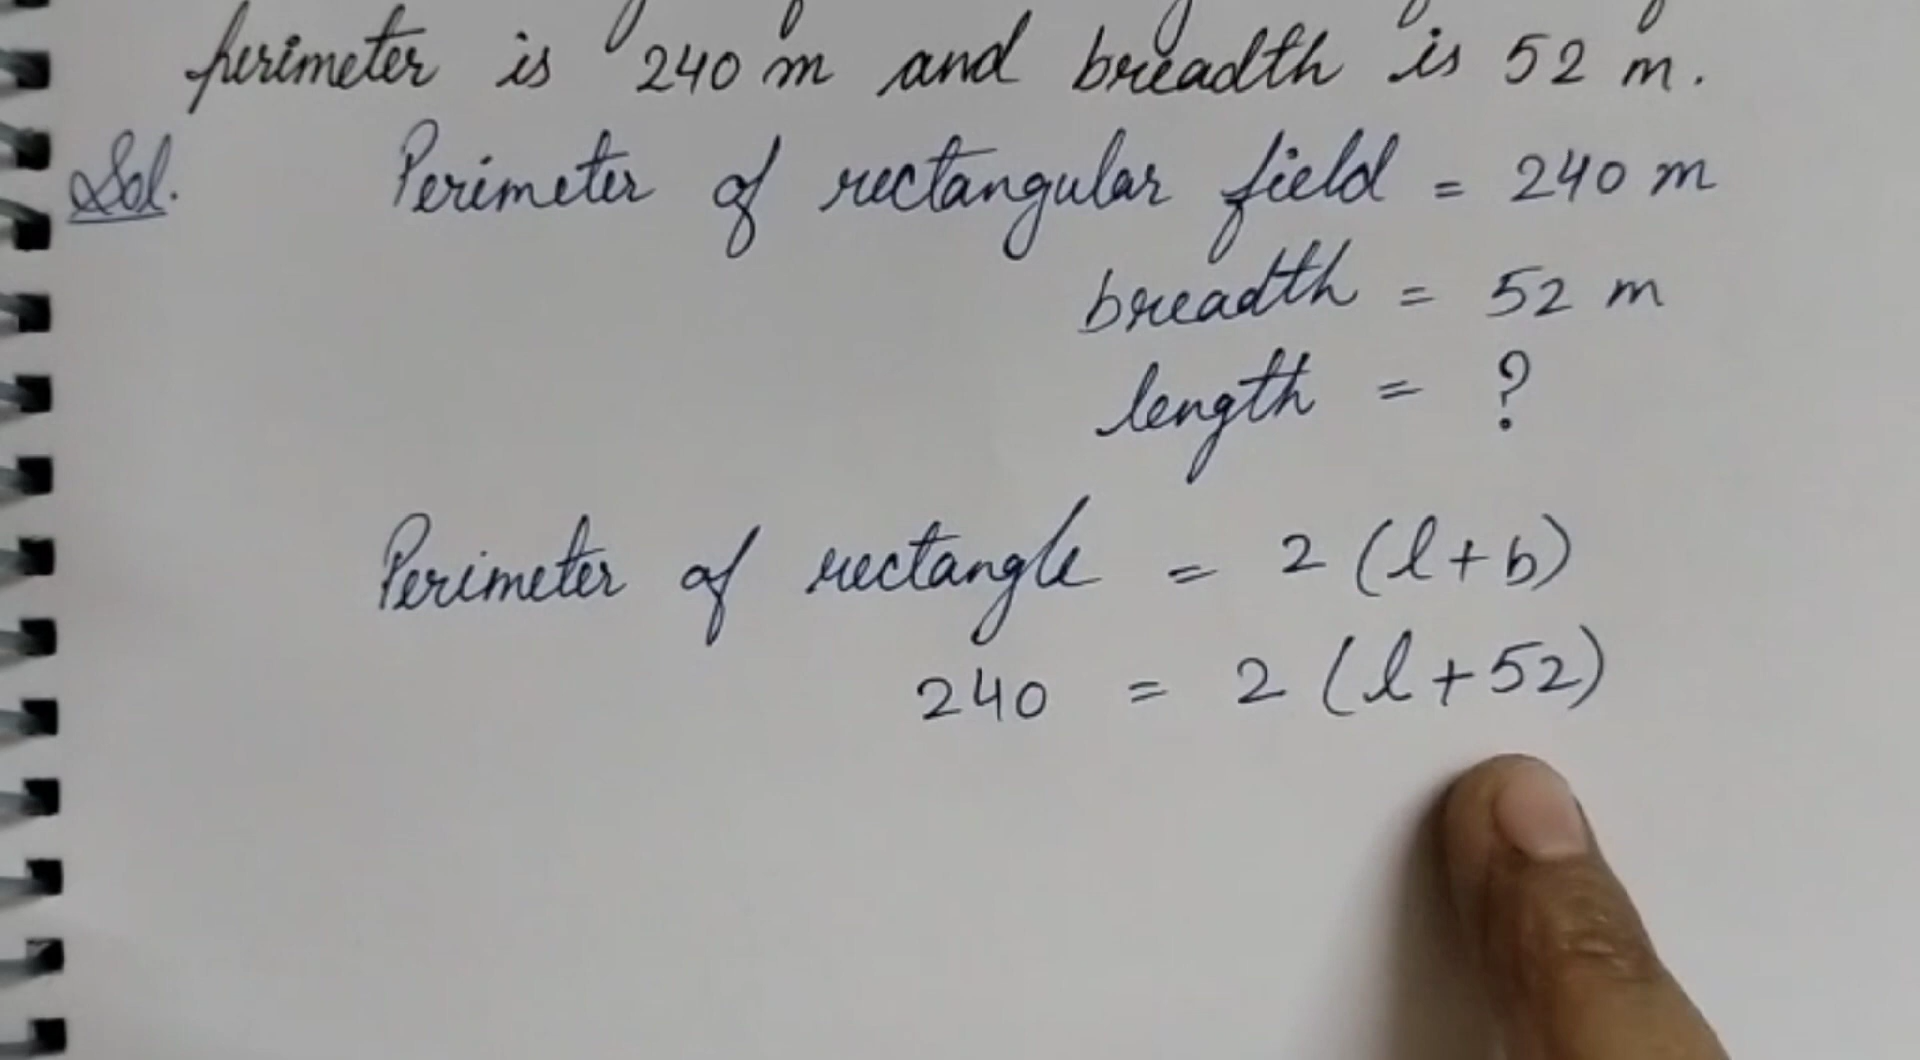 perimeter is 240 m and breadth is 52 m.
Sol. Perimeter of rectangular field = 240 m
breadth = 52 m
length = ?
Perimeter of rectangle = 2 (l + b)
240 = 2 (l + 52)